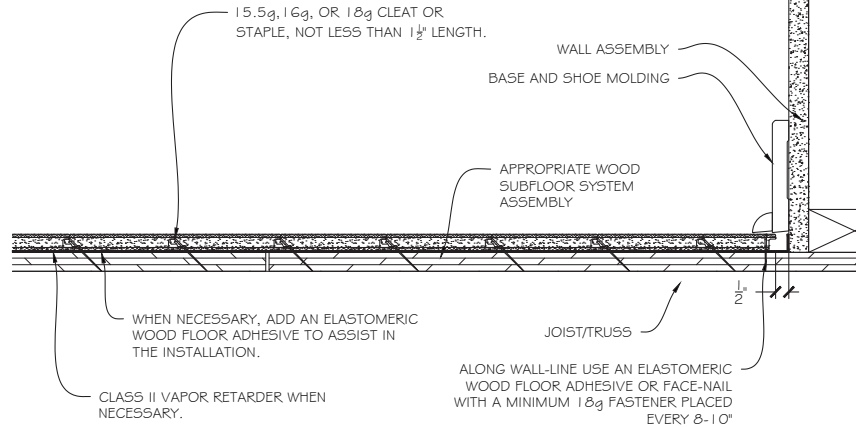 15.5g, 16g, OR 18g CLEAT OR
STAPLE, NOT LESS THAN 1½" LENGTH.
WALL ASSEMBLY
BASE AND SHOE MOLDING
APPROPRIATE WOOD
SUBFLOOR SYSTEM
ASSEMBLY
½"
WHEN NECESSARY, ADD AN ELASTOMERIC
WOOD FLOOR ADHESIVE TO ASSIST IN
THE INSTALLATION.
JOIST/TRUSS
CLASS II VAPOR RETARDER WHEN
NECESSARY.
ALONG WALL-LINE USE AN ELASTOMERIC
WOOD FLOOR ADHESIVE OR FACE-NAIL
WITH A MINIMUM 18g FASTENER PLACED
EVERY 8-10"